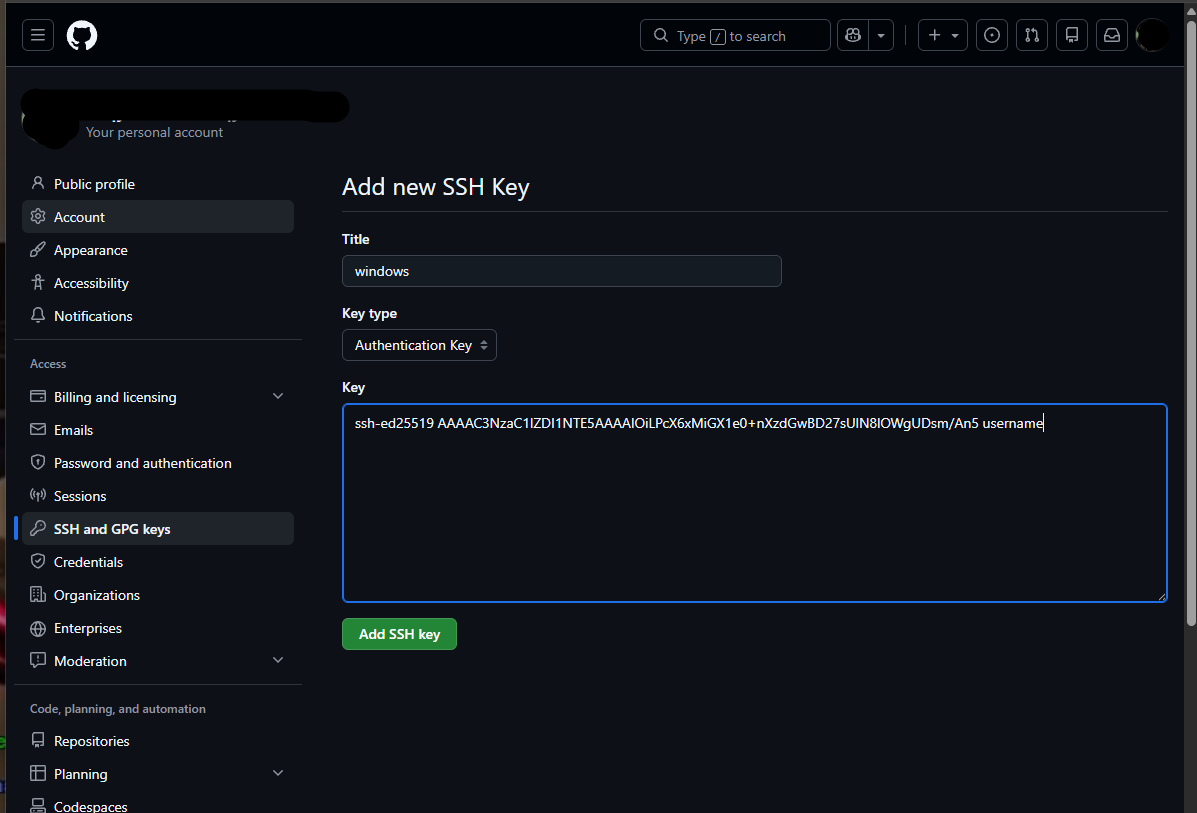 Type / to search
Your personal account
Public profile
Account
Appearance
Accessibility
Notifications
Access
Billing and licensing
Emails
Password and authentication
Sessions
SSH and GPG keys
Credentials
Organizations
Enterprises
Moderation
Code, planning, and automation
Repositories
Planning
Codespaces
Add new SSH Key
Title
windows
Key type
Authentication Key
Key
ssh-ed25519 AAAAC3NzaC1lZDI1NTE5AAAAIOiLPcX6xMiGX1e0+nXzdGwBD27sUIN8IOWgUDsm/An5 username
Add SSH key